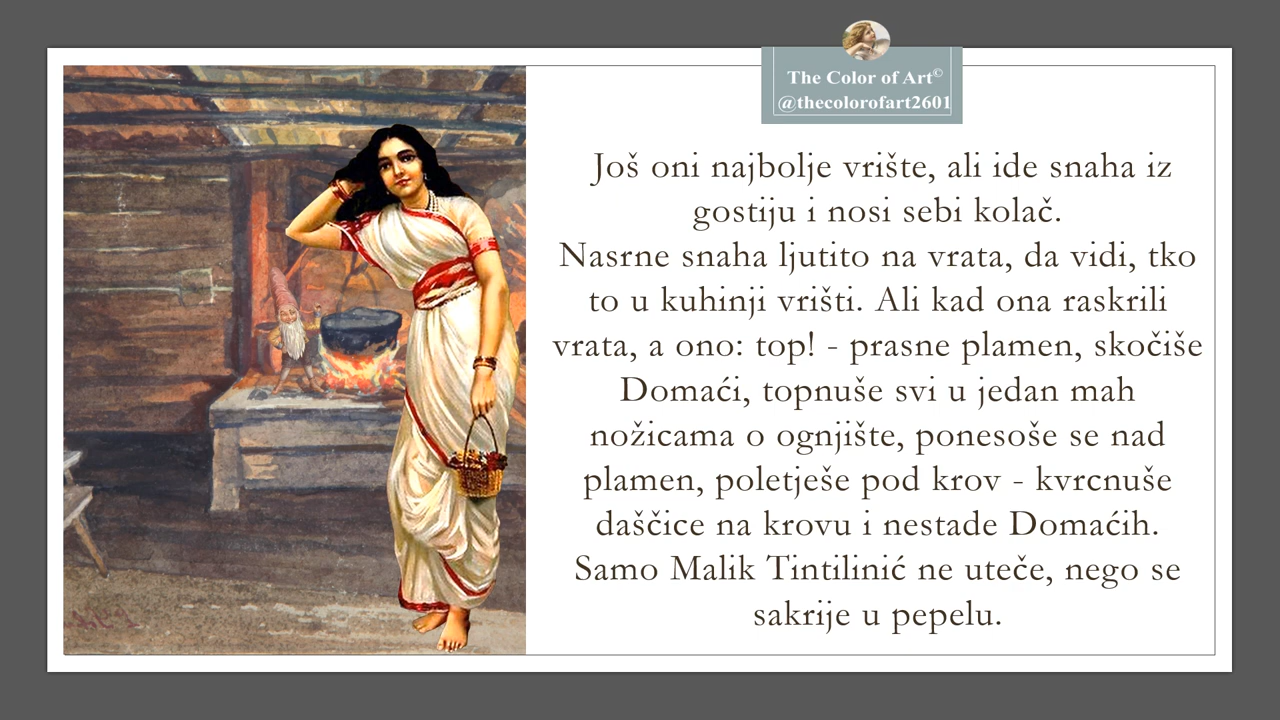 The Color of Art©
@thecolorofart2601
Još oni najbolje vrište, ali ide snaha iz
gostiju i nosi sebi kolač.
Nasrne snaha ljutito na vrata, da vidi, tko
to u kuhinji vrišti. Ali kad ona raskrili
vrata, a ono: top! - prasne plamen, skočiše
Domaći, topnuše svi u jedan mah
nožicama o ognjište, ponesoše se nad
plamen, poletješe pod krov - kvrcnuše
daščice na krovu i nestade Domaćih.
Samo Malik Tintilinić ne uteče, nego se
sakrije u pepelu.